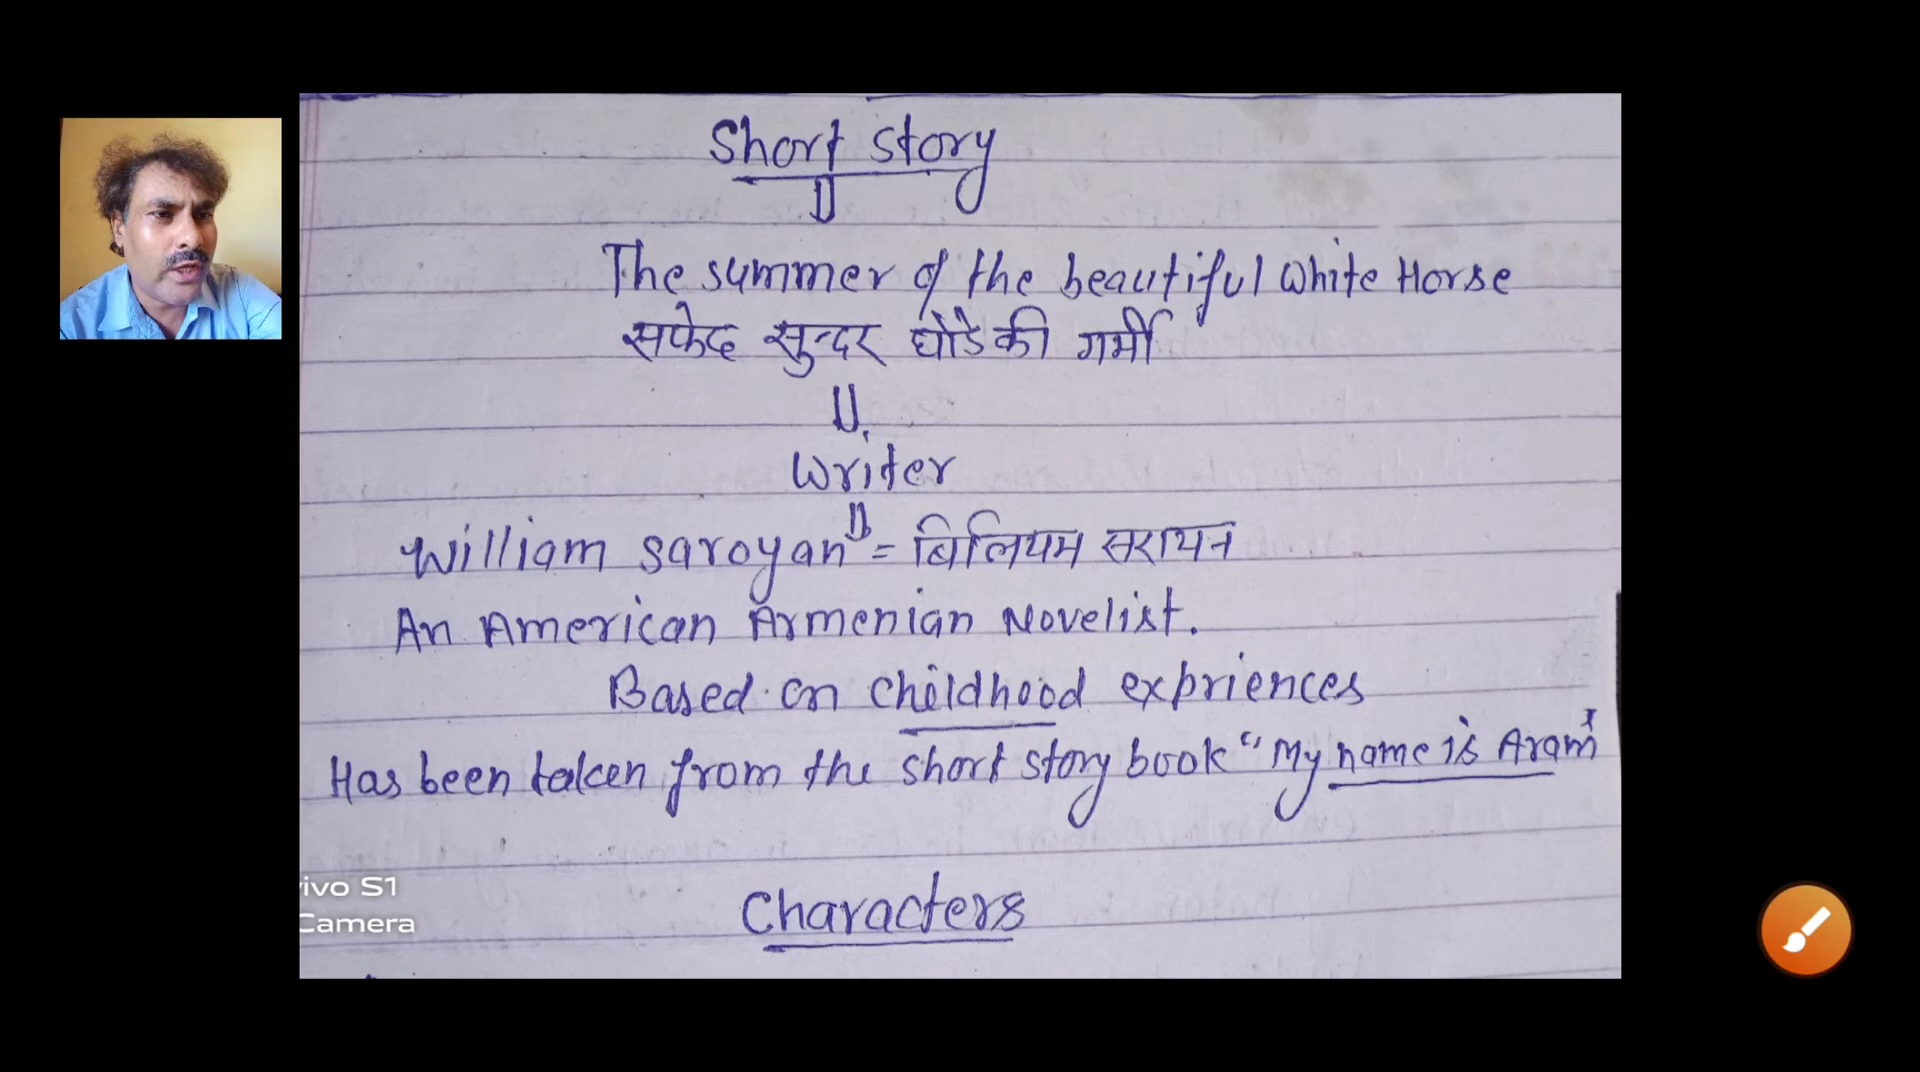 Short story
The summer of the beautiful White Horse
सफेद सुन्दर घोडे की गर्मी
Writer
William saroyan = बिलियम सरायन
An American Armenian Novelist.
Based on childhood expriences
Has been taken from the short story book "My name is Aram"
Characters
vivo S1
Camera